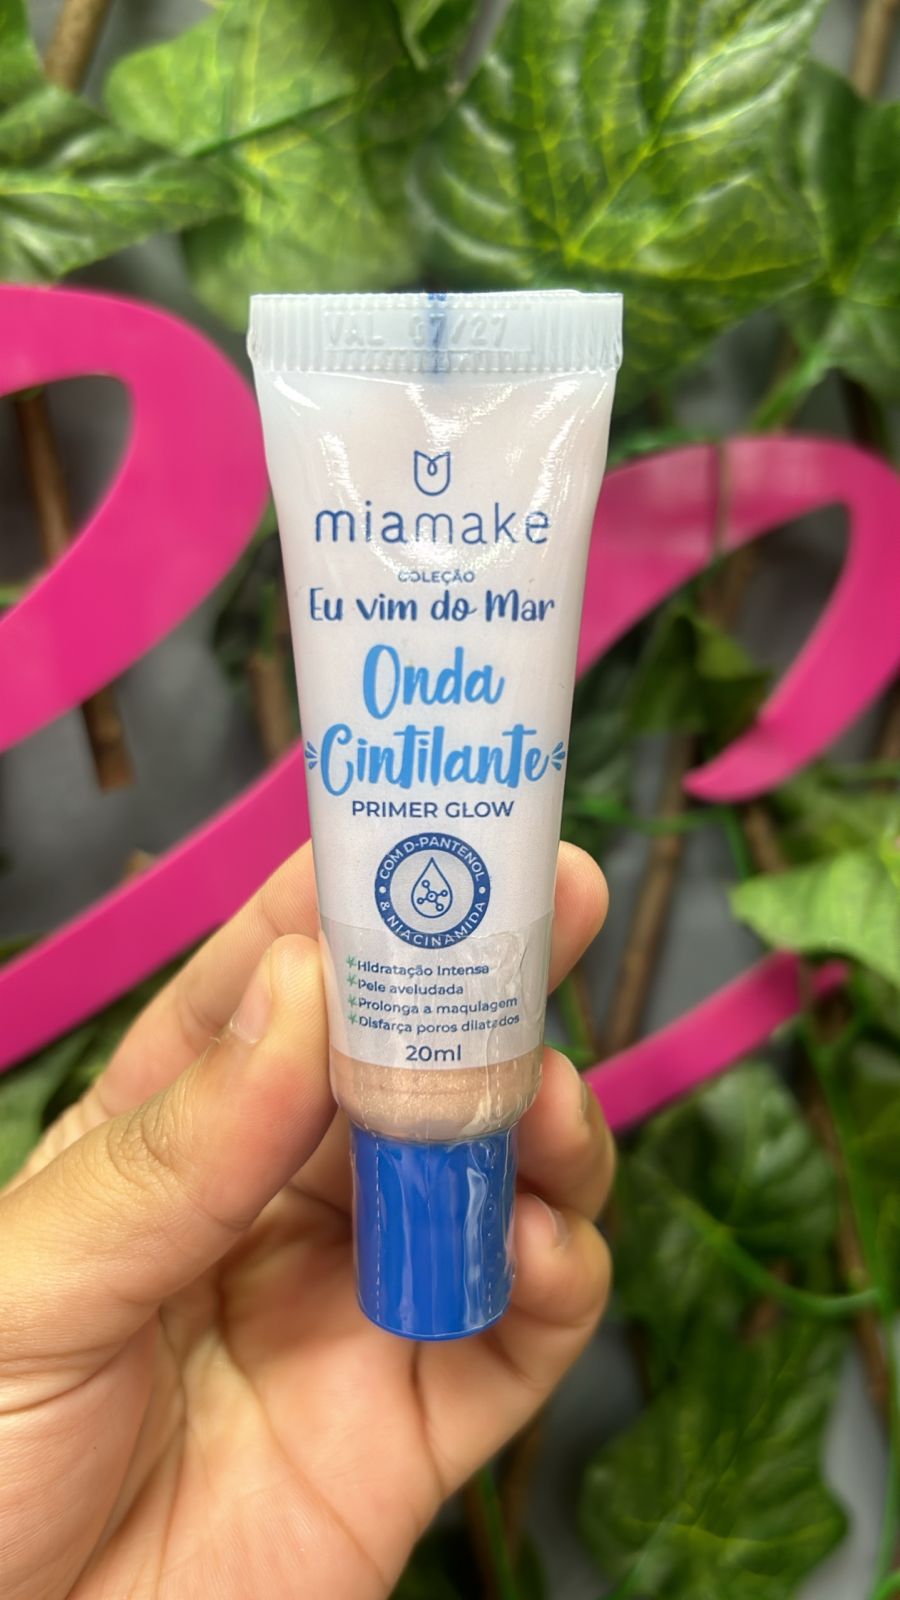 VAL 07/27
miamake
COLEÇÃO
Eu vim do Mar
Onda
Cintilante
PRIMER GLOW
COM D-PANTENOL
& NIACINAMIDA
Hidratação Intensa
Pele aveludada
Prolonga a maquiagem
Disfarça poros dilatados
20ml